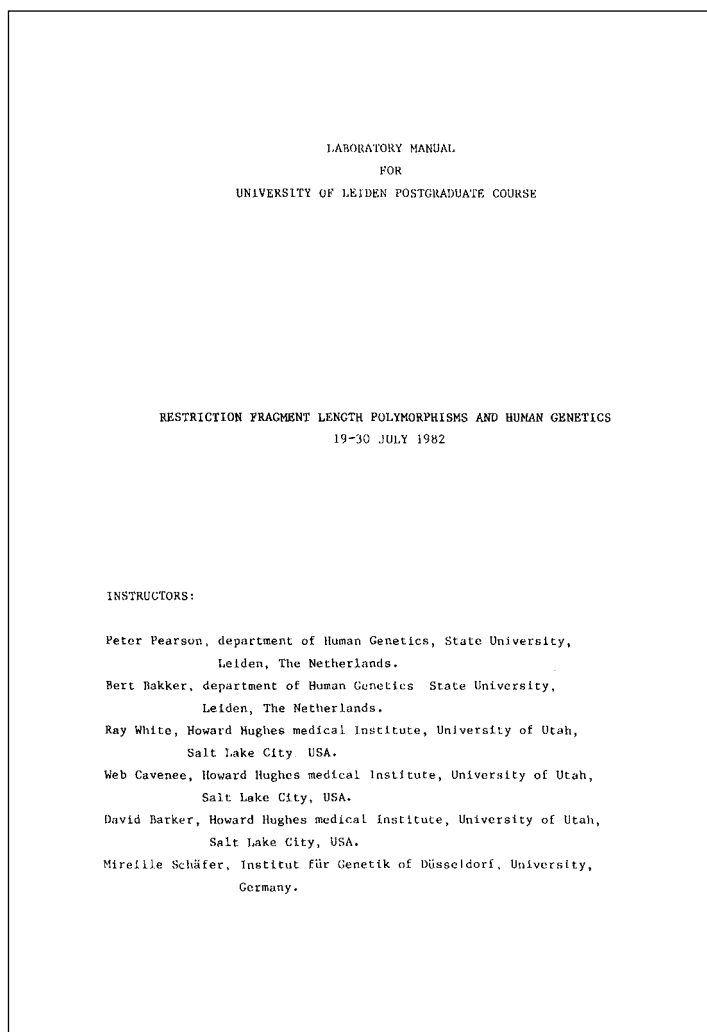 LABORATORY MANUAL
FOR
UNIVERSITY OF LEIDEN POSTGRADUATE COURSE
RESTRICTION FRAGMENT LENGTH POLYMORPHISMS AND HUMAN GENETICS
19-30 JULY 1982
INSTRUCTORS:
Peter Pearson, department of Human Genetics, State University,
Leiden, The Netherlands.
Bert Bakker, department of Human Genetics State University,
Leiden, The Netherlands.
Ray White, Howard Hughes medical Institute, University of Utah,
Salt Lake City USA.
Web Cavenee, Howard Hughes medical Institute, University of Utah,
Salt Lake City, USA.
David Barker, Howard Hughes medical Institute, University of Utah,
Salt Lake City, USA.
Mireille Schäfer, Institut für Genetik of Düsseldorf, University,
Germany.